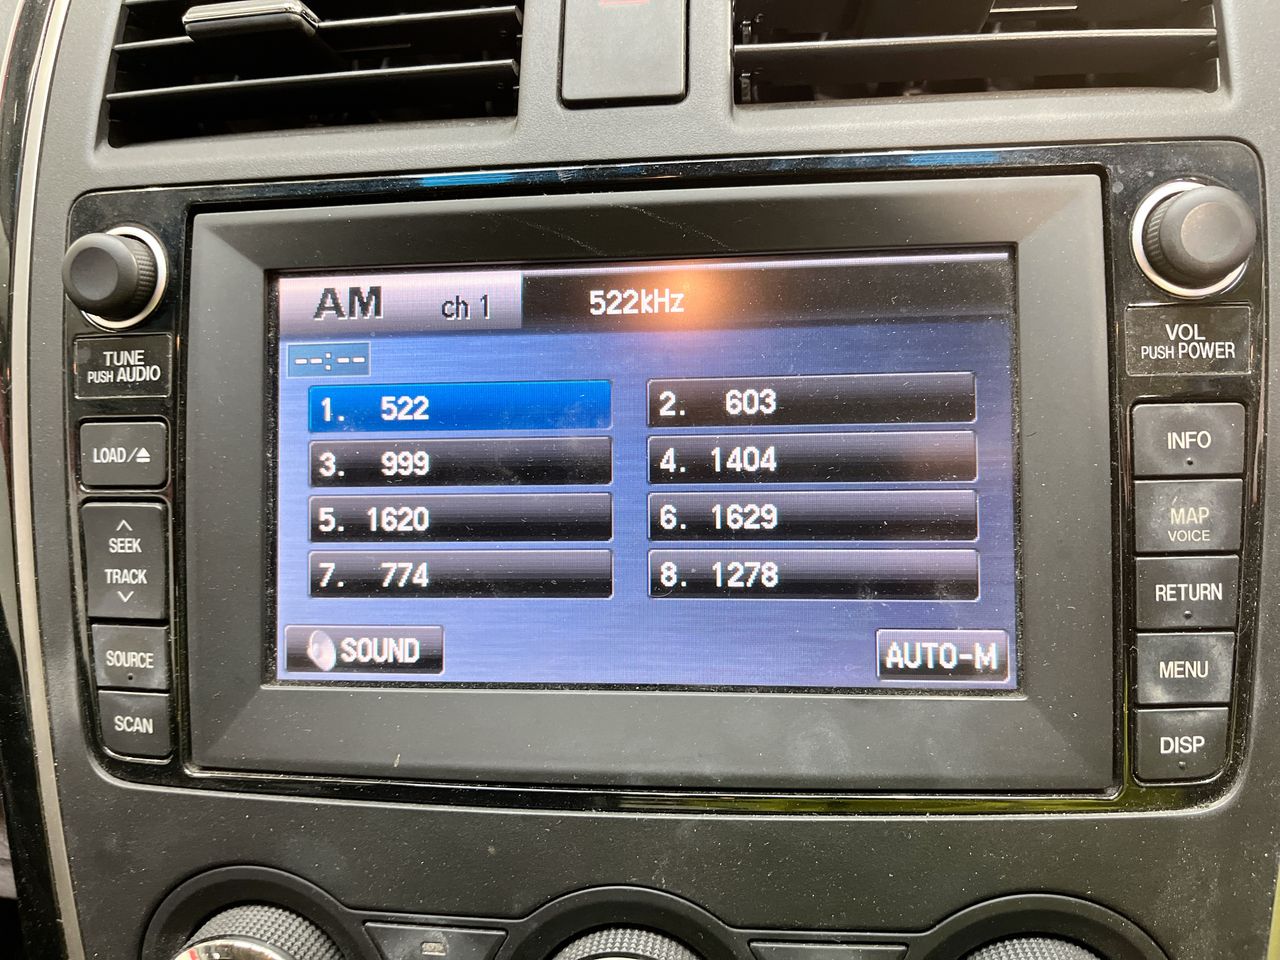 AM ch 1 522kHz
--:--
1. 522
2. 603
3. 999
4. 1404
5. 1620
6. 1629
7. 774
8. 1278
SOUND
AUTO-M
TUNE
PUSH AUDIO
LOAD/⏏
SEEK
TRACK
SOURCE
SCAN
VOL
PUSH POWER
INFO
MAP
VOICE
RETURN
MENU
DISP